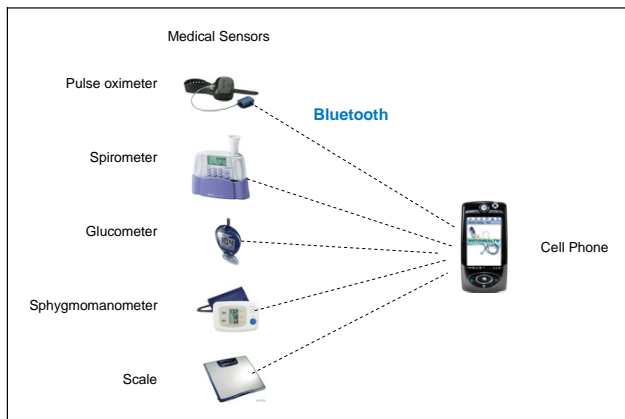 Medical Sensors
Pulse oximeter
Bluetooth
Spirometer
Glucometer
Cell Phone
Sphygmomanometer
Scale